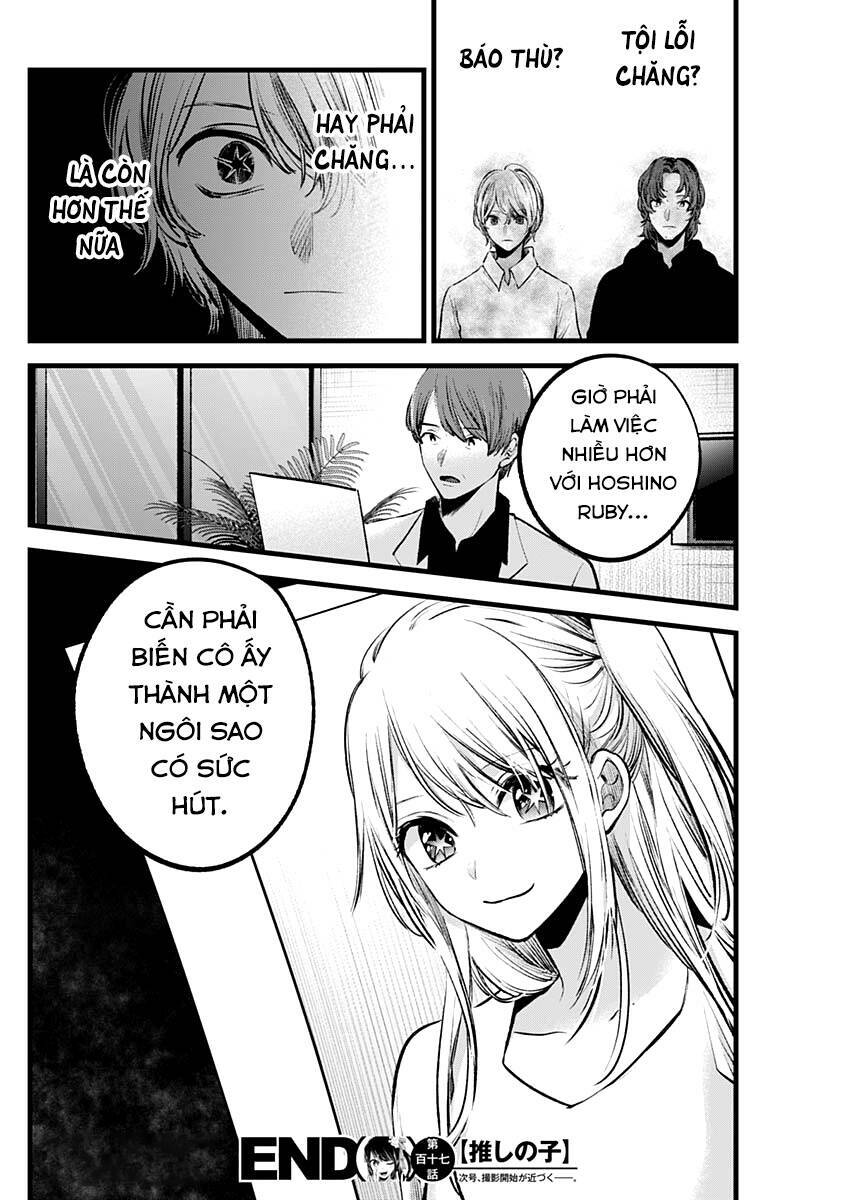 TỘI LỖI
CHĂNG?
BÁO THÙ?
HAY PHẢI
CHĂNG...
LÀ CÒN
HƠN THẾ
NỮA
GIỜ PHẢI
LÀM VIỆC
NHIỀU HƠN
VỚI HOSHINO
RUBY...
CẦN PHẢI
BIẾN CÔ ẤY
THÀNH MỘT
NGÔI SAO
CÓ SỨC
HÚT.
END
第
百十七
話
【推しの子】
次号、撮影開始が近づく――。